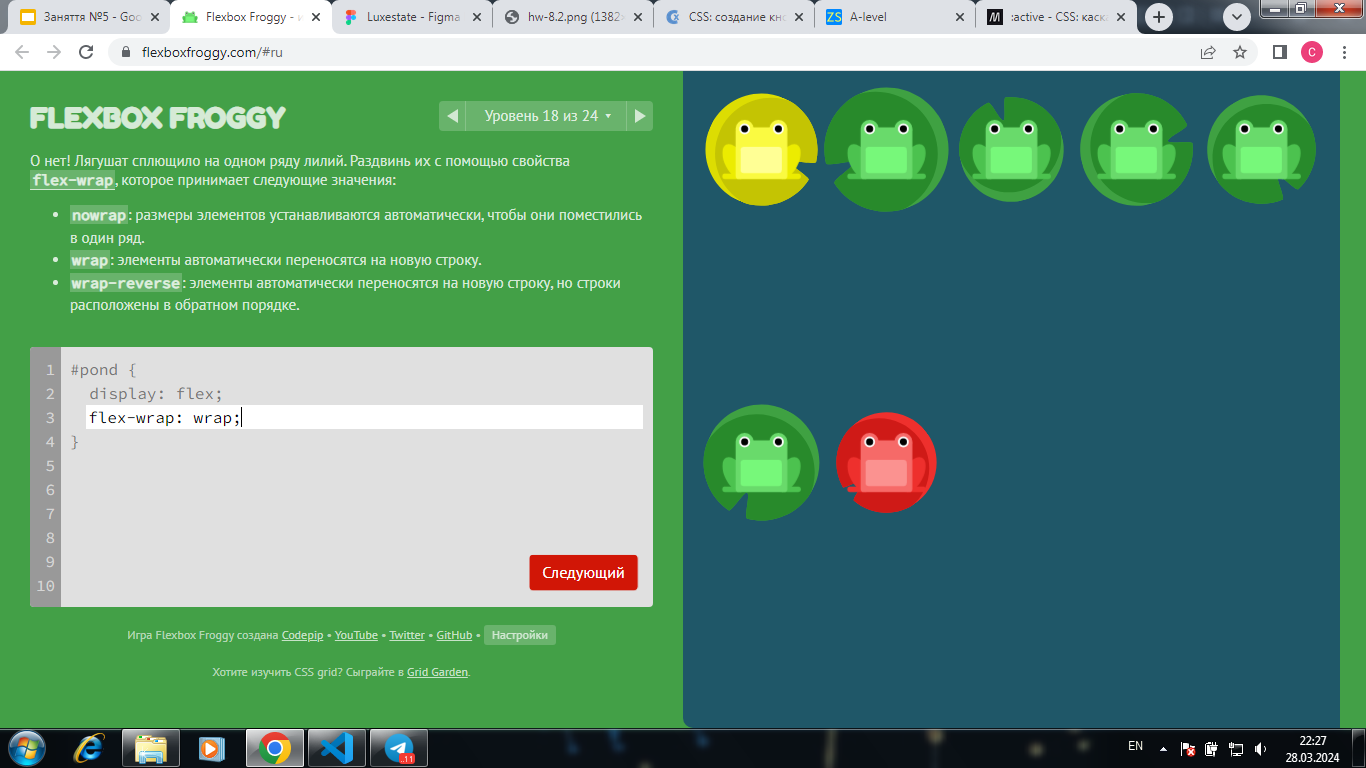 Заняття №5 - Goo
Flexbox Froggy - и
Luxestate - Figma
hw-8.2.png (1382×
CSS: создание кно
A-level
:active - CSS: каска
flexboxfroggy.com/#ru
C
FLEXBOX FROGGY
Уровень 18 из 24
О нет! Лягушат сплющило на одном ряду лилий. Раздвинь их с помощью свойства
flex-wrap, которое принимает следующие значения:
• nowrap: размеры элементов устанавливаются автоматически, чтобы они поместились
в один ряд.
• wrap: элементы автоматически переносятся на новую строку.
• wrap-reverse: элементы автоматически переносятся на новую строку, но строки
расположены в обратном порядке.
1 #pond {
2 display: flex;
3 flex-wrap: wrap;
4 }
5
6
7
8
9
10
Следующий
Игра Flexbox Froggy создана Codepip • YouTube • Twitter • GitHub • Настройки
Хотите изучить CSS grid? Сыграйте в Grid Garden.
.11
EN
22:27
28.03.2024